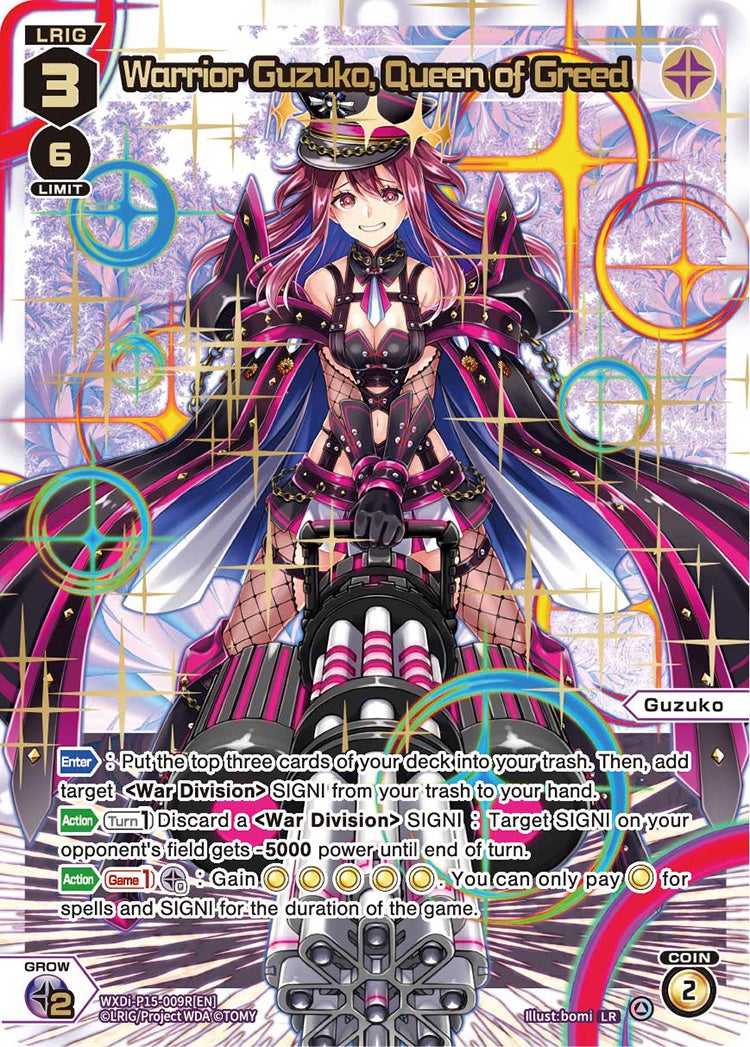 LRIG
3
Warrior Guzuko, Queen of Greed
6
LIMIT
Guzuko
Enter : Put the top three cards of your deck into your trash. Then, add
target <War Division> SIGNI from your trash to your hand.
Action Turn 1 Discard a <War Division> SIGNI : Target SIGNI on your
opponent's field gets -5000 power until end of turn.
Action Game 1 0 : Gain . You can only pay for
spells and SIGNI for the duration of the game.
GROW
2
COIN
2
WXDi-P15-009R[EN]
©LRIG/Project WDA ©TOMY
Illust:bomi LR